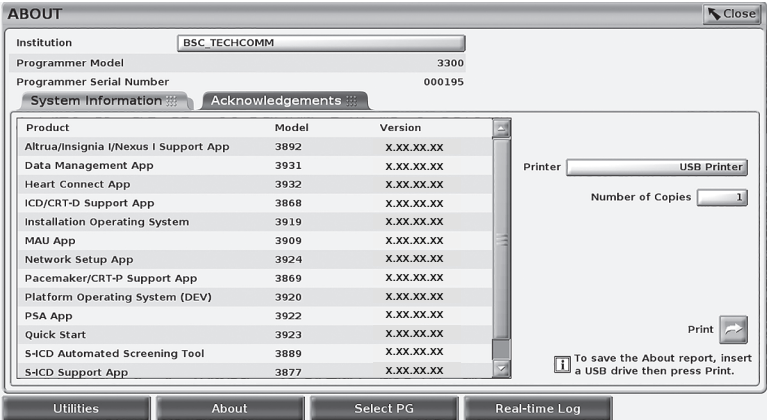 ABOUT
Close
Institution BSC_TECHCOMM
Programmer Model 3300
Programmer Serial Number 000195
System Information Acknowledgements
Product Model Version
Altrua/Insignia I/Nexus I Support App 3892 X.XX.XX.XX
Data Management App 3931 X.XX.XX.XX
Heart Connect App 3932 X.XX.XX.XX
ICD/CRT-D Support App 3868 X.XX.XX.XX
Installation Operating System 3919 X.XX.XX.XX
MAU App 3909 X.XX.XX.XX
Network Setup App 3924 X.XX.XX.XX
Pacemaker/CRT-P Support App 3869 X.XX.XX.XX
Platform Operating System (DEV) 3920 X.XX.XX.XX
PSA App 3922 X.XX.XX.XX
Quick Start 3923 X.XX.XX.XX
S-ICD Automated Screening Tool 3889 X.XX.XX.XX
S-ICD Support App 3877 X.XX.XX.XX
Printer USB Printer
Number of Copies 1
Print
i To save the About report, insert
a USB drive then press Print.
Utilities About Select PG Real-time Log